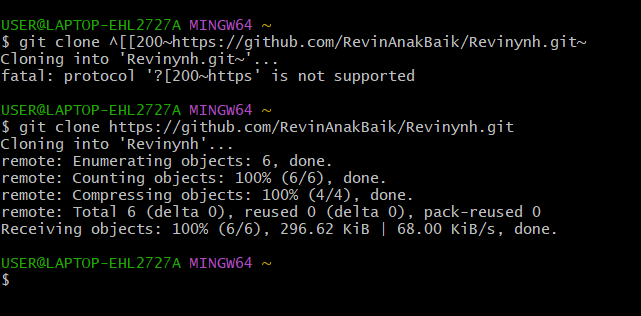 USER@LAPTOP-EHL2727A MINGW64 ~
$ git clone ^[[200~https://github.com/RevinAnakBaik/Revinynh.git~
Cloning into 'Revinynh.git~'...
fatal: protocol '?[200~https' is not supported
USER@LAPTOP-EHL2727A MINGW64 ~
$ git clone https://github.com/RevinAnakBaik/Revinynh.git
Cloning into 'Revinynh'...
remote: Enumerating objects: 6, done.
remote: Counting objects: 100% (6/6), done.
remote: Compressing objects: 100% (4/4), done.
remote: Total 6 (delta 0), reused 0 (delta 0), pack-reused 0
Receiving objects: 100% (6/6), 296.62 KiB | 68.00 KiB/s, done.
USER@LAPTOP-EHL2727A MINGW64 ~
$